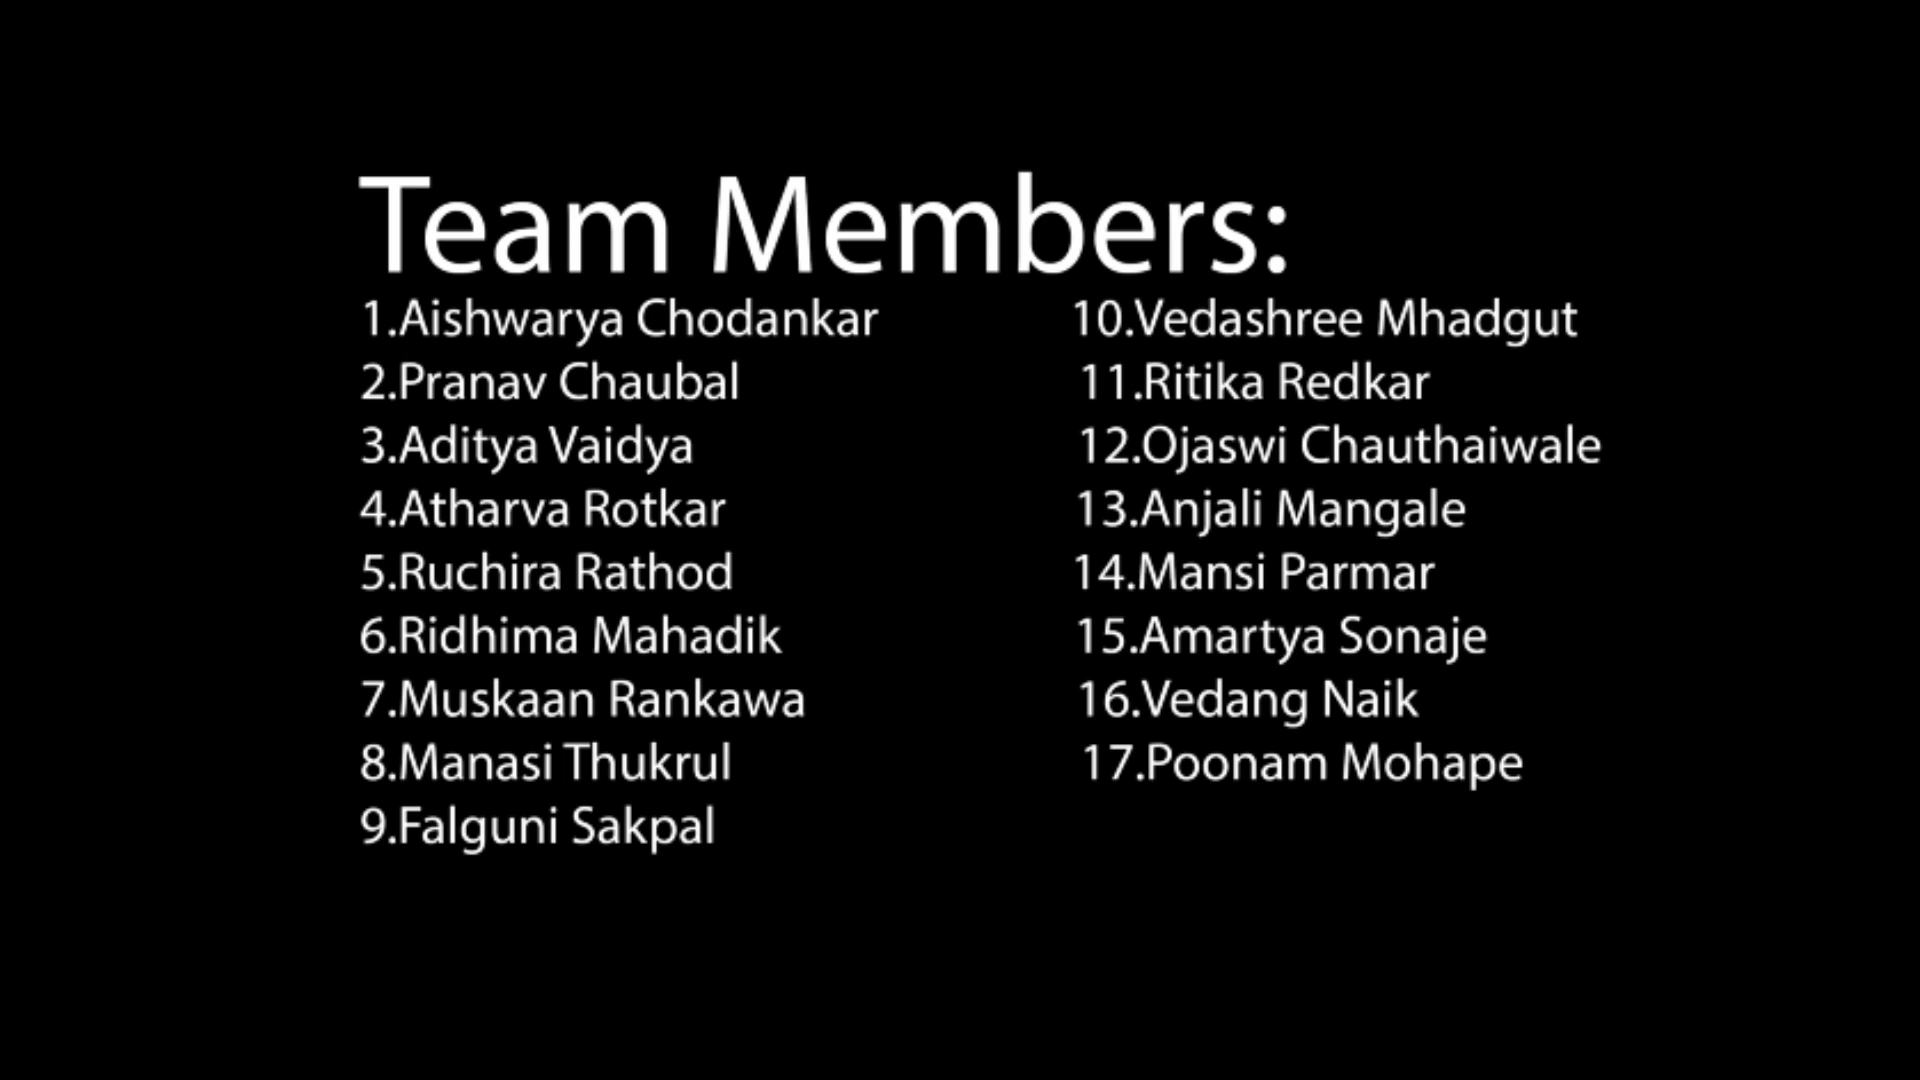 Team Members:
1.Aishwarya Chodankar
2.Pranav Chaubal
3.Aditya Vaidya
4.Atharva Rotkar
5.Ruchira Rathod
6.Ridhima Mahadik
7.Muskaan Rankawa
8.Manasi Thukrul
9.Falguni Sakpal
10.Vedashree Mhadgut
11.Ritika Redkar
12.Ojaswi Chauthaiwale
13.Anjali Mangale
14.Mansi Parmar
15.Amartya Sonaje
16.Vedang Naik
17.Poonam Mohape